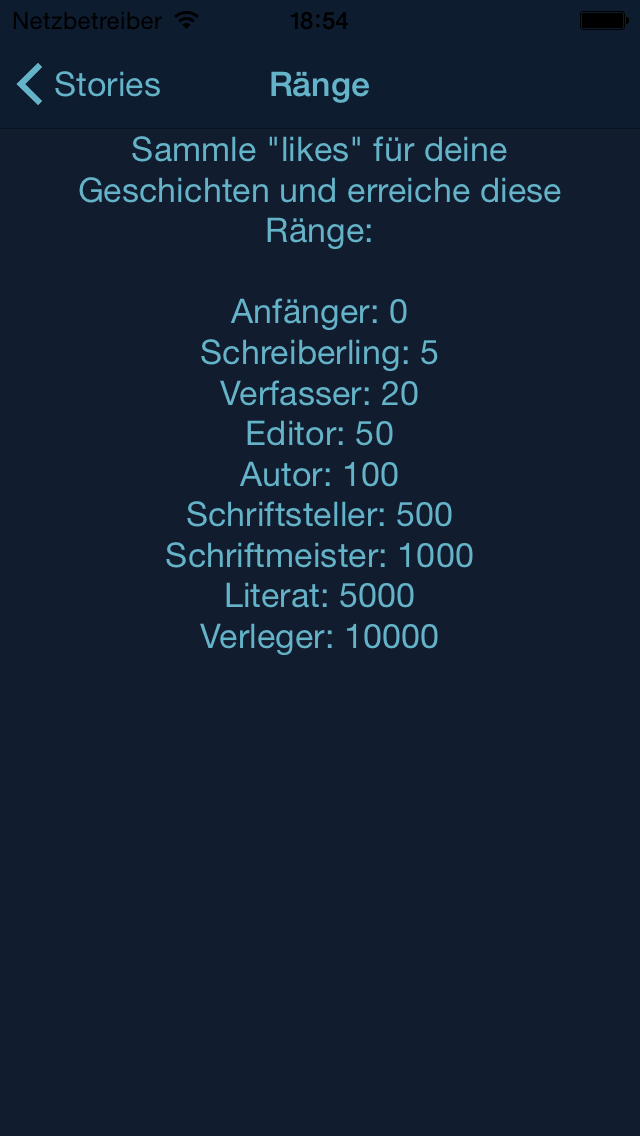 Netzbetreiber 18:54
Stories Ränge
Sammle "likes" für deine
Geschichten und erreiche diese
Ränge:
Anfänger: 0
Schreiberling: 5
Verfasser: 20
Editor: 50
Autor: 100
Schriftsteller: 500
Schriftmeister: 1000
Literat: 5000
Verleger: 10000